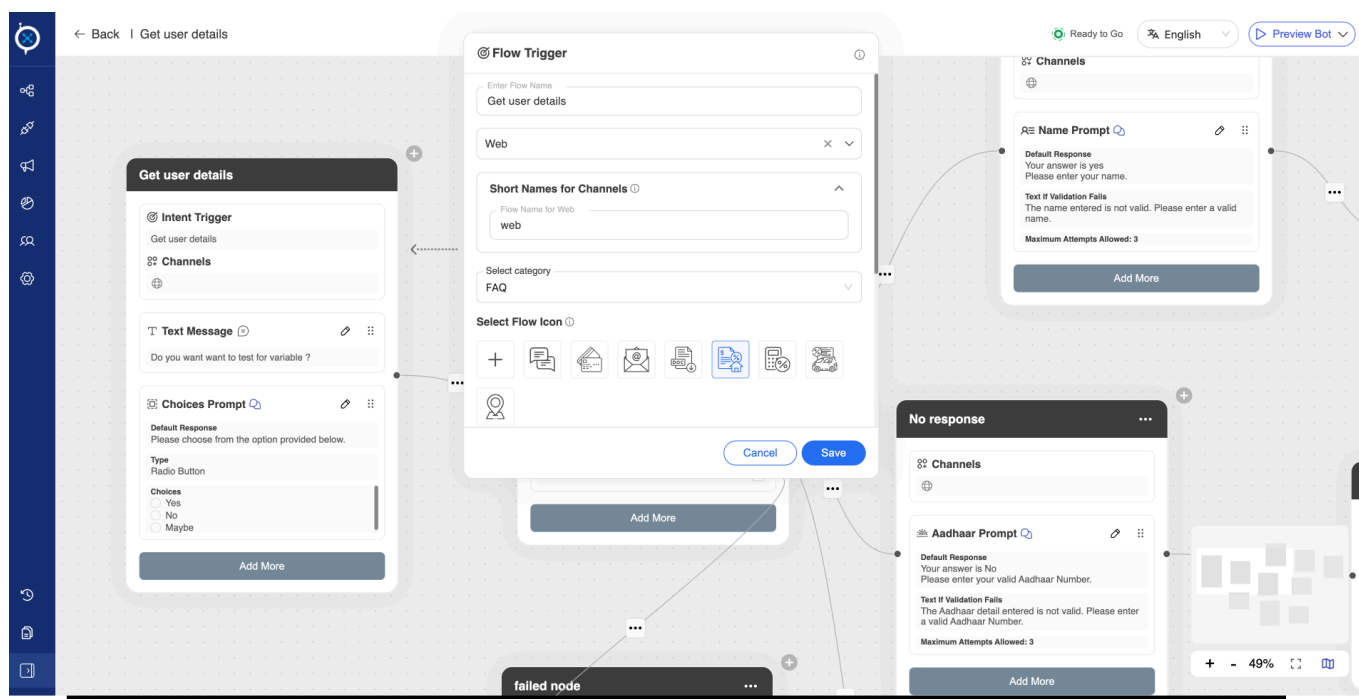 Back | Get user details
Ready to Go
English
Preview Bot
Flow Trigger
Enter Flow Name
Get user details
Web
Short Names for Channels
Flow Name for Web
web
Select category
FAQ
Select Flow Icon
Cancel
Save
Get user details
Intent Trigger
Get user details
Channels
Text Message
Do you want want to test for variable ?
Choices Prompt
Default Response
Please choose from the option provided below.
Type
Radio Button
Choices
Yes
No
Maybe
Add More
Add More
failed node
Channels
Name Prompt
Default Response
Your answer is yes
Please enter your name.
Text If Validation Fails
The name entered is not valid. Please enter a valid
name.
Maximum Attempts Allowed: 3
Add More
No response
Channels
Aadhaar Prompt
Default Response
Your answer is No
Please enter your valid Aadhaar Number.
Text If Validation Fails
The Aadhaar detail entered is not valid. Please enter
a valid Aadhaar Number.
Maximum Attempts Allowed: 3
Add More
+ - 49%